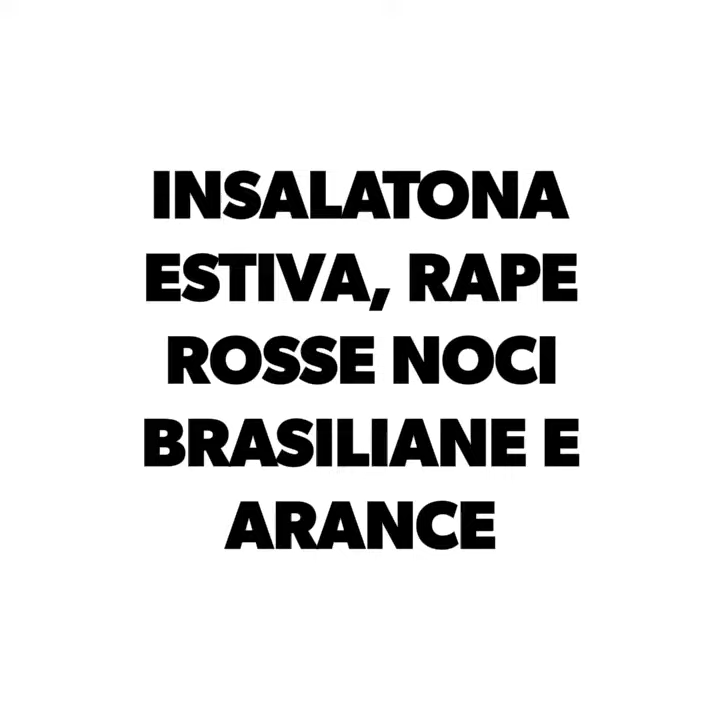 INSALATONA
ESTIVA, RAPE
ROSSE NOCI
BRASILIANE E
ARANCE